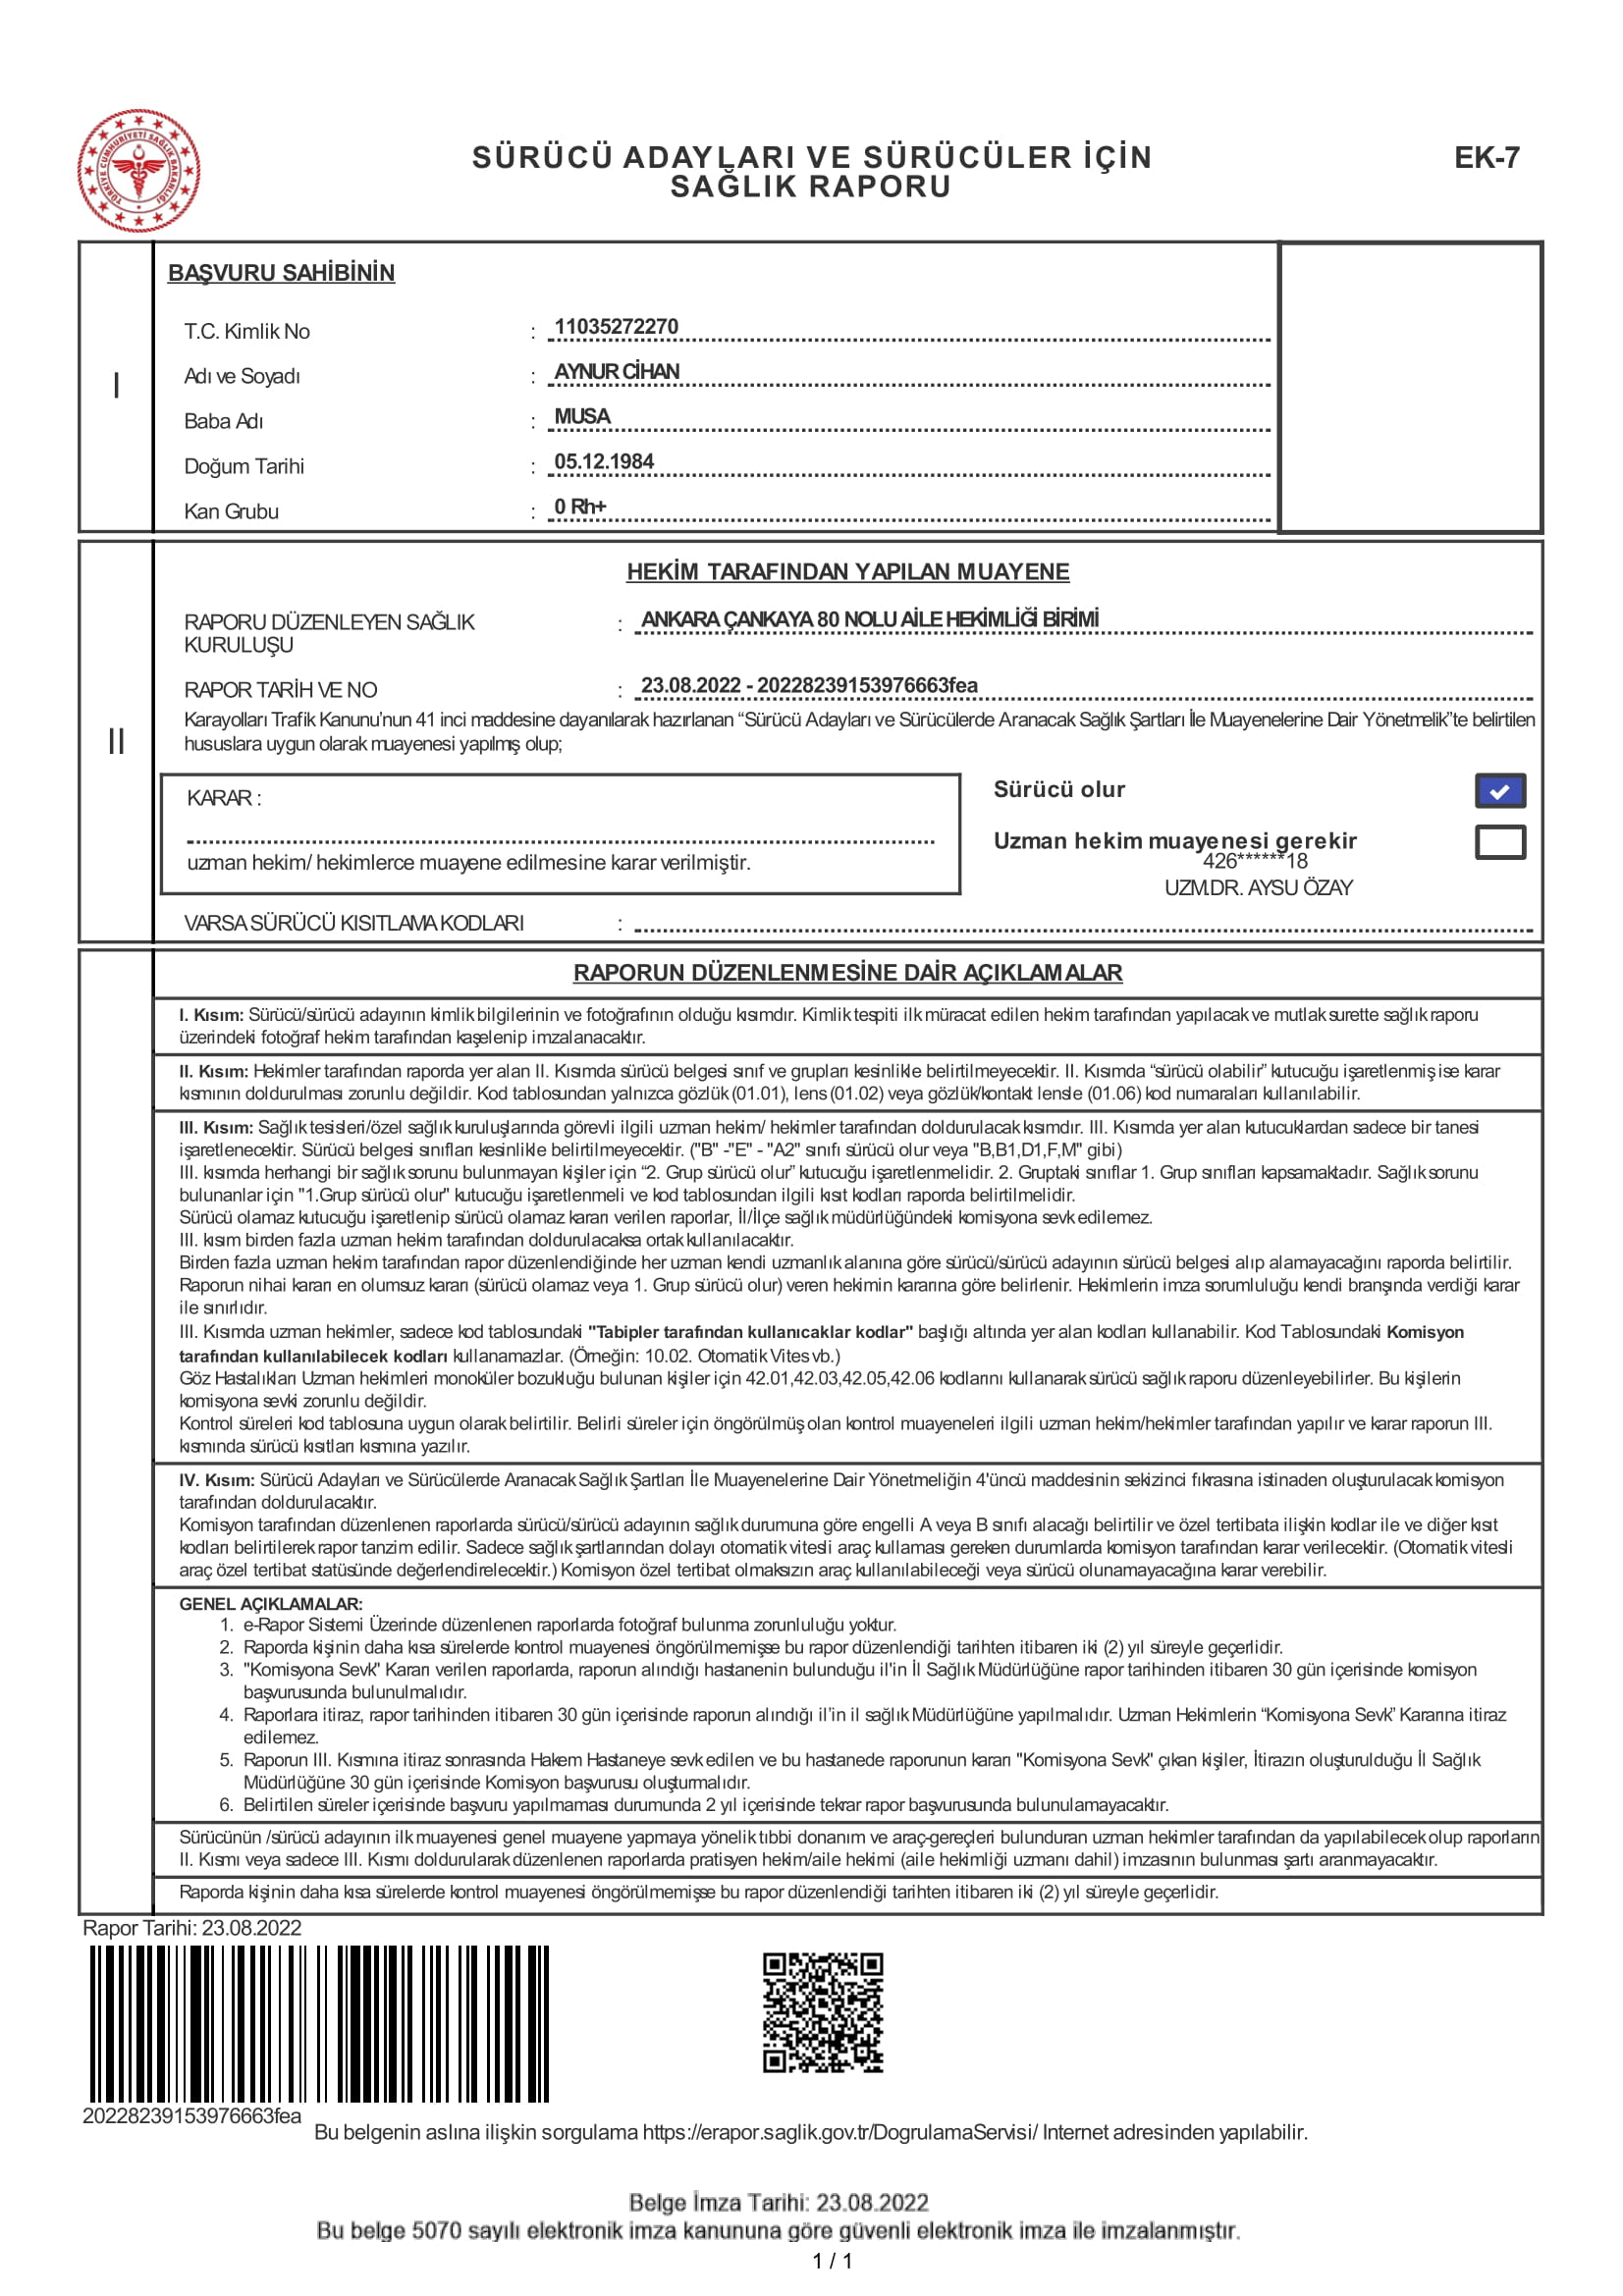 TÜRKİYE CUMHURİYETİ SAĞLIK BAKANLIĞI
SÜRÜCÜ ADAYLARI VE SÜRÜCÜLER İÇİN
SAĞLIK RAPORU
EK-7
I
BAŞVURU SAHİBİNİN
T.C. Kimlik No : 11035272270
Adı ve Soyadı : AYNUR CİHAN
Baba Adı : MUSA
Doğum Tarihi : 05.12.1984
Kan Grubu : 0 Rh+
II
HEKİM TARAFINDAN YAPILAN MUAYENE
RAPORU DÜZENLEYEN SAĞLIK
KURULUŞU : ANKARA ÇANKAYA 80 NOLU AİLE HEKİMLİĞİ BİRİMİ
RAPOR TARİH VE NO : 23.08.2022 - 20228239153976663fea
Karayolları Trafik Kanunu'nun 41 inci maddesine dayanılarak hazırlanan “Sürücü Adayları ve Sürücülerde Aranacak Sağlık Şartları İle Muayenelerine Dair Yönetmelik”te belirtilen
hususlara uygun olarak muayenesi yapılmış olup;
KARAR :
uzman hekim/ hekimlerce muayene edilmesine karar verilmiştir.
Sürücü olur
Uzman hekim muayenesi gerekir
426******18
UZM.DR. AYSU ÖZAY
VARSA SÜRÜCÜ KISITLAMA KODLARI :
RAPORUN DÜZENLENMESİNE DAİR AÇIKLAMALAR
I. Kısım: Sürücü/sürücü adayının kimlik bilgilerinin ve fotoğrafının olduğu kısımdır. Kimlik tespiti ilk müracat edilen hekim tarafından yapılacak ve mutlak surette sağlık raporu
üzerindeki fotoğraf hekim tarafından kaşelenip imzalanacaktır.
II. Kısım: Hekimler tarafından raporda yer alan II. Kısımda sürücü belgesi sınıf ve grupları kesinlikle belirtilmeyecektir. II. Kısımda “sürücü olabilir” kutucuğu işaretlenmiş ise karar
kısmının doldurulması zorunlu değildir. Kod tablosundan yalnızca gözlük (01.01), lens (01.02) veya gözlük/kontakt lensle (01.06) kod numaraları kullanılabilir.
III. Kısım: Sağlık tesisleri/özel sağlık kuruluşlarında görevli ilgili uzman hekim/ hekimler tarafından doldurulacak kısımdır. III. Kısımda yer alan kutucuklardan sadece bir tanesi
işaretlenecektir. Sürücü belgesi sınıfları kesinlikle belirtilmeyecektir. ("B" -"E" - "A2" sınıfı sürücü olur veya "B,B1,D1,F,M" gibi)
III. kısımda herhangi bir sağlık sorunu bulunmayan kişiler için “2. Grup sürücü olur” kutucuğu işaretlenmelidir. 2. Gruptaki sınıflar 1. Grup sınıfları kapsamaktadır. Sağlık sorunu
bulunanlar için "1.Grup sürücü olur" kutucuğu işaretlenmeli ve kod tablosundan ilgili kısıt kodları raporda belirtilmelidir.
Sürücü olamaz kutucuğu işaretlenip sürücü olamaz kararı verilen raporlar, İl/İlçe sağlık müdürlüğündeki komisyona sevk edilemez.
III. kısım birden fazla uzman hekim tarafından doldurulacaksa ortak kullanılacaktır.
Birden fazla uzman hekim tarafından rapor düzenlendiğinde her uzman kendi uzmanlık alanına göre sürücü/sürücü adayının sürücü belgesi alıp alamayacağını raporda belirtilir.
Raporun nihai kararı en olumsuz kararı (sürücü olamaz veya 1. Grup sürücü olur) veren hekimin kararına göre belirlenir. Hekimlerin imza sorumluluğu kendi branşında verdiği karar
ile sınırlıdır.
III. Kısımda uzman hekimler, sadece kod tablosundaki "Tabipler tarafından kullanıcaklar kodlar" başlığı altında yer alan kodları kullanabilir. Kod Tablosundaki Komisyon
tarafından kullanılabilecek kodları kullanamazlar. (Örneğin: 10.02. Otomatik Vites vb.)
Göz Hastalıkları Uzman hekimleri monoküler bozukluğu bulunan kişiler için 42.01,42.03,42.05,42.06 kodlarını kullanarak sürücü sağlık raporu düzenleyebilirler. Bu kişilerin
komisyona sevki zorunlu değildir.
Kontrol süreleri kod tablosuna uygun olarak belirtilir. Belirli süreler için öngörülmüş olan kontrol muayeneleri ilgili uzman hekim/hekimler tarafından yapılır ve karar raporun III.
kısmında sürücü kısıtları kısmına yazılır.
IV. Kısım: Sürücü Adayları ve Sürücülerde Aranacak Sağlık Şartları İle Muayenelerine Dair Yönetmeliğin 4'üncü maddesinin sekizinci fıkrasına istinaden oluşturulacak komisyon
tarafından doldurulacaktır.
Komisyon tarafından düzenlenen raporlarda sürücü/sürücü adayının sağlık durumuna göre engelli A veya B sınıfı alacağı belirtilir ve özel tertibata ilişkin kodlar ile ve diğer kısıt
kodları belirtilerek rapor tanzim edilir. Sadece sağlık şartlarından dolayı otomatik vitesli araç kullaması gereken durumlarda komisyon tarafından karar verilecektir. (Otomatik vitesli
araç özel tertibat statüsünde değerlendirelecektir.) Komisyon özel tertibat olmaksızın araç kullanılabileceği veya sürücü olunamayacağına karar verebilir.
GENEL AÇIKLAMALAR:
1. e-Rapor Sistemi Üzerinde düzenlenen raporlarda fotoğraf bulunma zorunluluğu yoktur.
2. Raporda kişinin daha kısa sürelerde kontrol muayenesi öngörülmemişse bu rapor düzenlendiği tarihten itibaren iki (2) yıl süreyle geçerlidir.
3. "Komisyona Sevk" Kararı verilen raporlarda, raporun alındığı hastanenin bulunduğu il'in İl Sağlık Müdürlüğüne rapor tarihinden itibaren 30 gün içerisinde komisyon
başvurusunda bulunulmalıdır.
4. Raporlara itiraz, rapor tarihinden itibaren 30 gün içerisinde raporun alındığı il'in il sağlık Müdürlüğüne yapılmalıdır. Uzman Hekimlerin “Komisyona Sevk” Kararına itiraz
edilemez.
5. Raporun III. Kısmına itiraz sonrasında Hakem Hastaneye sevk edilen ve bu hastanede raporunun kararı "Komisyona Sevk" çıkan kişiler, İtirazın oluşturulduğu İl Sağlık
Müdürlüğüne 30 gün içerisinde Komisyon başvurusu oluşturmalıdır.
6. Belirtilen süreler içerisinde başvuru yapılmaması durumunda 2 yıl içerisinde tekrar rapor başvurusunda bulunulamayacaktır.
Sürücünün /sürücü adayının ilk muayenesi genel muayene yapmaya yönelik tıbbi donanım ve araç-gereçleri bulunduran uzman hekimler tarafından da yapılabilecek olup raporların
II. Kısmı veya sadece III. Kısmı doldurularak düzenlenen raporlarda pratisyen hekim/aile hekimi (aile hekimliği uzmanı dahil) imzasının bulunması şartı aranmayacaktır.
Raporda kişinin daha kısa sürelerde kontrol muayenesi öngörülmemişse bu rapor düzenlendiği tarihten itibaren iki (2) yıl süreyle geçerlidir.
Rapor Tarihi: 23.08.2022
20228239153976663fea
Bu belgenin aslına ilişkin sorgulama https://erapor.saglik.gov.tr/DogrulamaServisi/ Internet adresinden yapılabilir.
Belge İmza Tarihi: 23.08.2022
Bu belge 5070 sayılı elektronik imza kanununa göre güvenli elektronik imza ile imzalanmıştır.
1 / 1